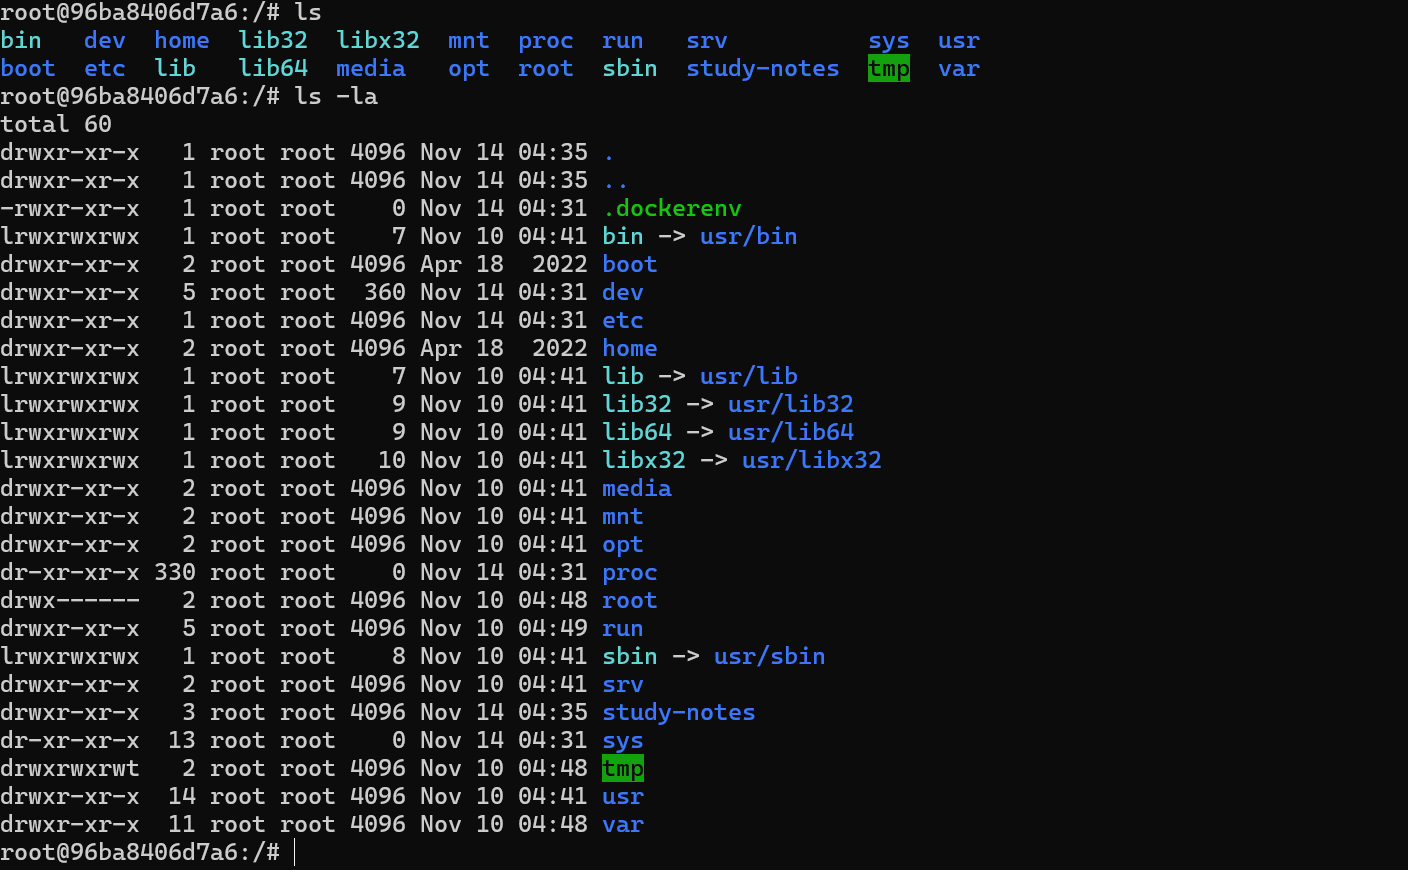 root@96ba8406d7a6:/# ls
bin   dev  home  lib32  libx32  mnt  proc  run   srv          sys  usr
boot  etc  lib   lib64  media   opt  root  sbin  study-notes  tmp  var
root@96ba8406d7a6:/# ls -la
total 60
drwxr-xr-x   1 root root 4096 Nov 14 04:35 .
drwxr-xr-x   1 root root 4096 Nov 14 04:35 ..
-rwxr-xr-x   1 root root    0 Nov 14 04:31 .dockerenv
lrwxrwxrwx   1 root root    7 Nov 10 04:41 bin -> usr/bin
drwxr-xr-x   2 root root 4096 Apr 18  2022 boot
drwxr-xr-x   5 root root  360 Nov 14 04:31 dev
drwxr-xr-x   1 root root 4096 Nov 14 04:31 etc
drwxr-xr-x   2 root root 4096 Apr 18  2022 home
lrwxrwxrwx   1 root root    7 Nov 10 04:41 lib -> usr/lib
lrwxrwxrwx   1 root root    9 Nov 10 04:41 lib32 -> usr/lib32
lrwxrwxrwx   1 root root    9 Nov 10 04:41 lib64 -> usr/lib64
lrwxrwxrwx   1 root root   10 Nov 10 04:41 libx32 -> usr/libx32
drwxr-xr-x   2 root root 4096 Nov 10 04:41 media
drwxr-xr-x   2 root root 4096 Nov 10 04:41 mnt
drwxr-xr-x   2 root root 4096 Nov 10 04:41 opt
dr-xr-xr-x 330 root root    0 Nov 14 04:31 proc
drwx------   2 root root 4096 Nov 10 04:48 root
drwxr-xr-x   5 root root 4096 Nov 10 04:49 run
lrwxrwxrwx   1 root root    8 Nov 10 04:41 sbin -> usr/sbin
drwxr-xr-x   2 root root 4096 Nov 10 04:41 srv
drwxr-xr-x   3 root root 4096 Nov 14 04:35 study-notes
dr-xr-xr-x  13 root root    0 Nov 14 04:31 sys
drwxrwxrwt   2 root root 4096 Nov 10 04:48 tmp
drwxr-xr-x  14 root root 4096 Nov 10 04:41 usr
drwxr-xr-x  11 root root 4096 Nov 10 04:48 var
root@96ba8406d7a6:/#